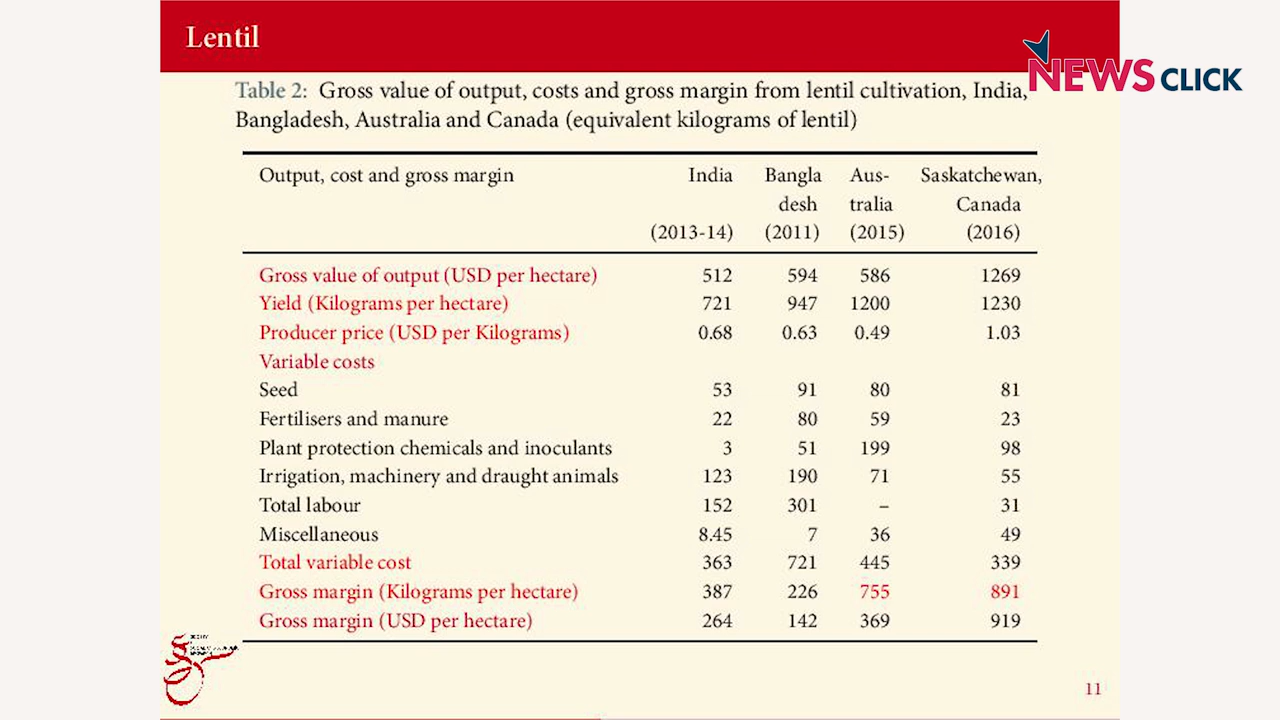 Lentil
NEWS CLICK
Table 2: Gross value of output, costs and gross margin from lentil cultivation, India,
Bangladesh, Australia and Canada (equivalent kilograms of lentil)
Output, cost and gross margin India Bangla Aus- Saskatchewan,
desh tralia Canada
(2013-14) (2011) (2015) (2016)
Gross value of output (USD per hectare) 512 594 586 1269
Yield (Kilograms per hectare) 721 947 1200 1230
Producer price (USD per Kilograms) 0.68 0.63 0.49 1.03
Variable costs
Seed 53 91 80 81
Fertilisers and manure 22 80 59 23
Plant protection chemicals and inoculants 3 51 199 98
Irrigation, machinery and draught animals 123 190 71 55
Total labour 152 301 – 31
Miscellaneous 8.45 7 36 49
Total variable cost 363 721 445 339
Gross margin (Kilograms per hectare) 387 226 755 891
Gross margin (USD per hectare) 264 142 369 919
11